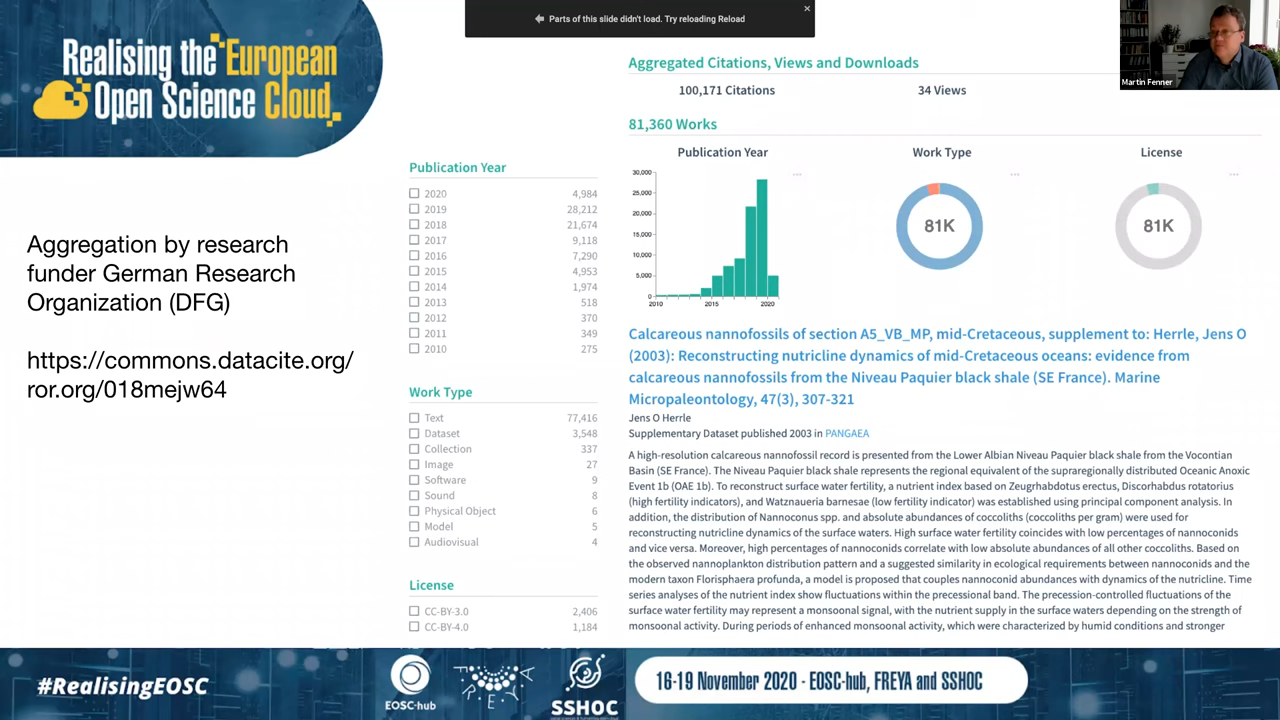 Parts of this slide didn't load. Try reloading Reload
×
Martin Fenner
Realising the European
Open Science Cloud
Aggregation by research
funder German Research
Organization (DFG)
https://commons.datacite.org/
ror.org/018mejw64
Publication Year
2020 4,984
2019 28,212
2018 21,674
2017 9,118
2016 7,290
2015 4,953
2014 1,974
2013 518
2012 370
2011 349
2010 275
Work Type
Text 77,416
Dataset 3,548
Collection 337
Image 27
Software 9
Sound 8
Physical Object 6
Model 5
Audiovisual 4
License
CC-BY-3.0 2,406
CC-BY-4.0 1,184
Aggregated Citations, Views and Downloads
100,171 Citations 34 Views
81,360 Works
Publication Year
30,000
25,000
20,000
15,000
10,000
5,000
0
2010 2015 2020
Work Type
81K
License
81K
Calcareous nannofossils of section A5_VB_MP, mid-Cretaceous, supplement to: Herrle, Jens O
(2003): Reconstructing nutricline dynamics of mid-Cretaceous oceans: evidence from
calcareous nannofossils from the Niveau Paquier black shale (SE France). Marine
Micropaleontology, 47(3), 307-321
Jens O Herrle
Supplementary Dataset published 2003 in PANGAEA
A high-resolution calcareous nannofossil record is presented from the Lower Albian Niveau Paquier black shale from the Vocontian
Basin (SE France). The Niveau Paquier black shale represents the regional equivalent of the supraregionally distributed Oceanic Anoxic
Event 1b (OAE 1b). To reconstruct surface water fertility, a nutrient index based on Zeugrhabdotus erectus, Discorhabdus rotatorius
(high fertility indicators), and Watznaueria barnesae (low fertility indicator) was established using principal component analysis. In
addition, the distribution of Nannoconus spp. and absolute abundances of coccoliths (coccoliths per gram) were used for
reconstructing nutricline dynamics of the surface waters. High surface water fertility coincides with low percentages of nannoconids
and vice versa. Moreover, high percentages of nannoconids correlate with low absolute abundances of all other coccoliths. Based on
the observed nannoplankton distribution pattern and a suggested similarity in ecological requirements between nannoconids and the
modern taxon Florisphaera profunda, a model is proposed that couples nannoconid abundances with dynamics of the nutricline. Time
series analyses of the nutrient index show fluctuations within the precessional band. The precession-controlled fluctuations of the
surface water fertility may represent a monsoonal signal, with the nutrient supply in the surface waters depending on the strength of
monsoonal activity. During periods of enhanced monsoonal activity, which were characterized by humid conditions and stronger
#RealisingEOSC
EOSC-hub
FREYA
SSHOC
16-19 November 2020 - EOSC-hub, FREYA and SSHOC